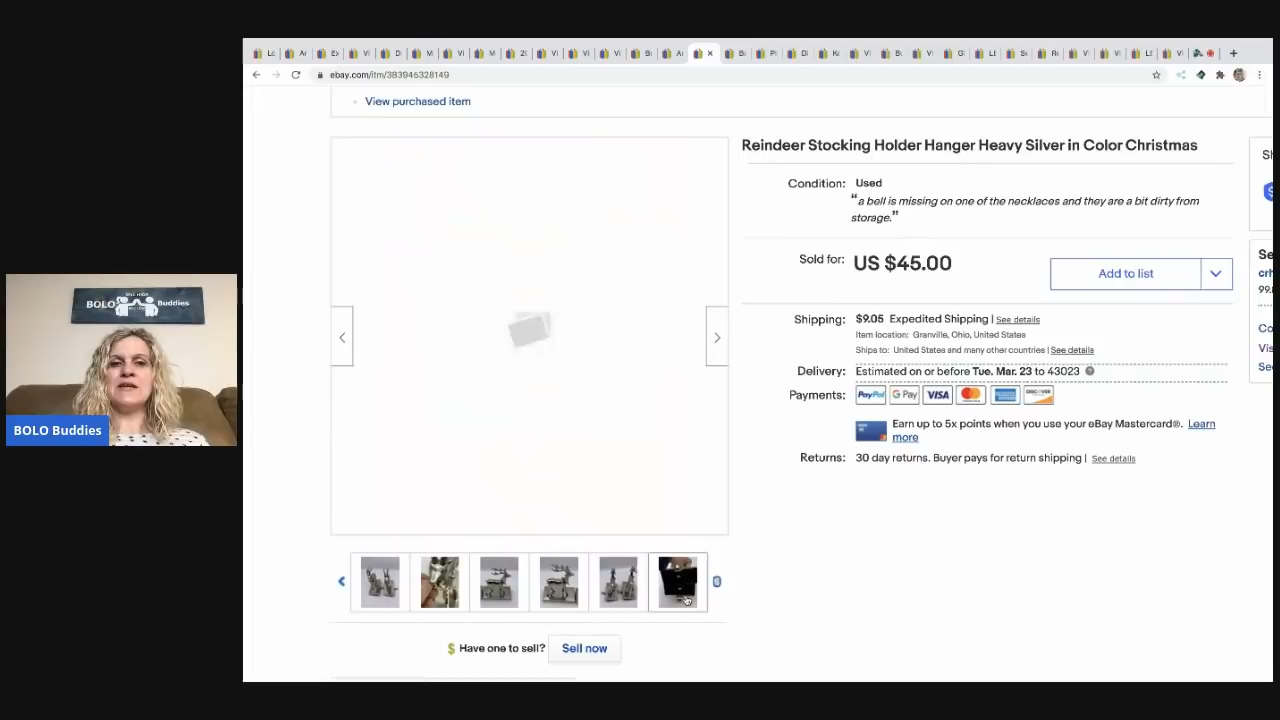 ebay.com/itm/383945328149
View purchased item
Reindeer Stocking Holder Hanger Heavy Silver in Color Christmas
Condition: Used
“a bell is missing on one of the necklaces and they are a bit dirty from
storage.”
Sold for: US $45.00
Add to list
Shipping: $9.05 Expedited Shipping | See details
Item location: Granville, Ohio, United States
Ships to: United States and many other countries | See details
Delivery: Estimated on or before Tue. Mar. 23 to 43023
Payments: PayPal G Pay VISA
Earn up to 5x points when you use your eBay Mastercard®. Learn
more
Returns: 30 day returns. Buyer pays for return shipping | See details
$ Have one to sell? Sell now
BOLO Buddies
BOLO Buddies